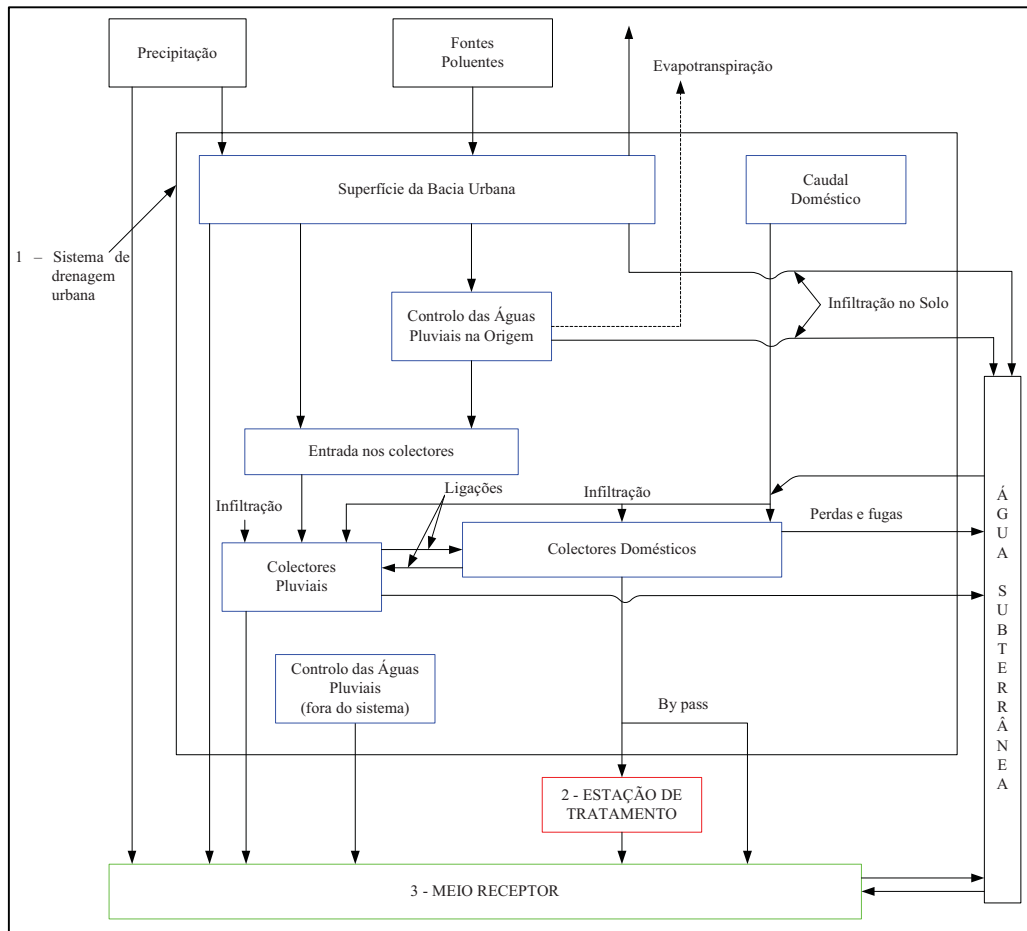 Precipitação
Fontes
Poluentes
Evapotranspiração
Superfície da Bacia Urbana
Caudal
Doméstico
1 – Sistema de
drenagem
urbana
Controlo das Águas
Pluviais na Origem
Infiltração no Solo
Entrada nos colectores
Ligações
Infiltração
Infiltração
Perdas e fugas
Colectores
Pluviais
Colectores Domésticos
ÁGUA SUBTERRÂNEA
Controlo das Águas
Pluviais
(fora do sistema)
By pass
2 - ESTAÇÃO DE
TRATAMENTO
3 - MEIO RECEPTOR